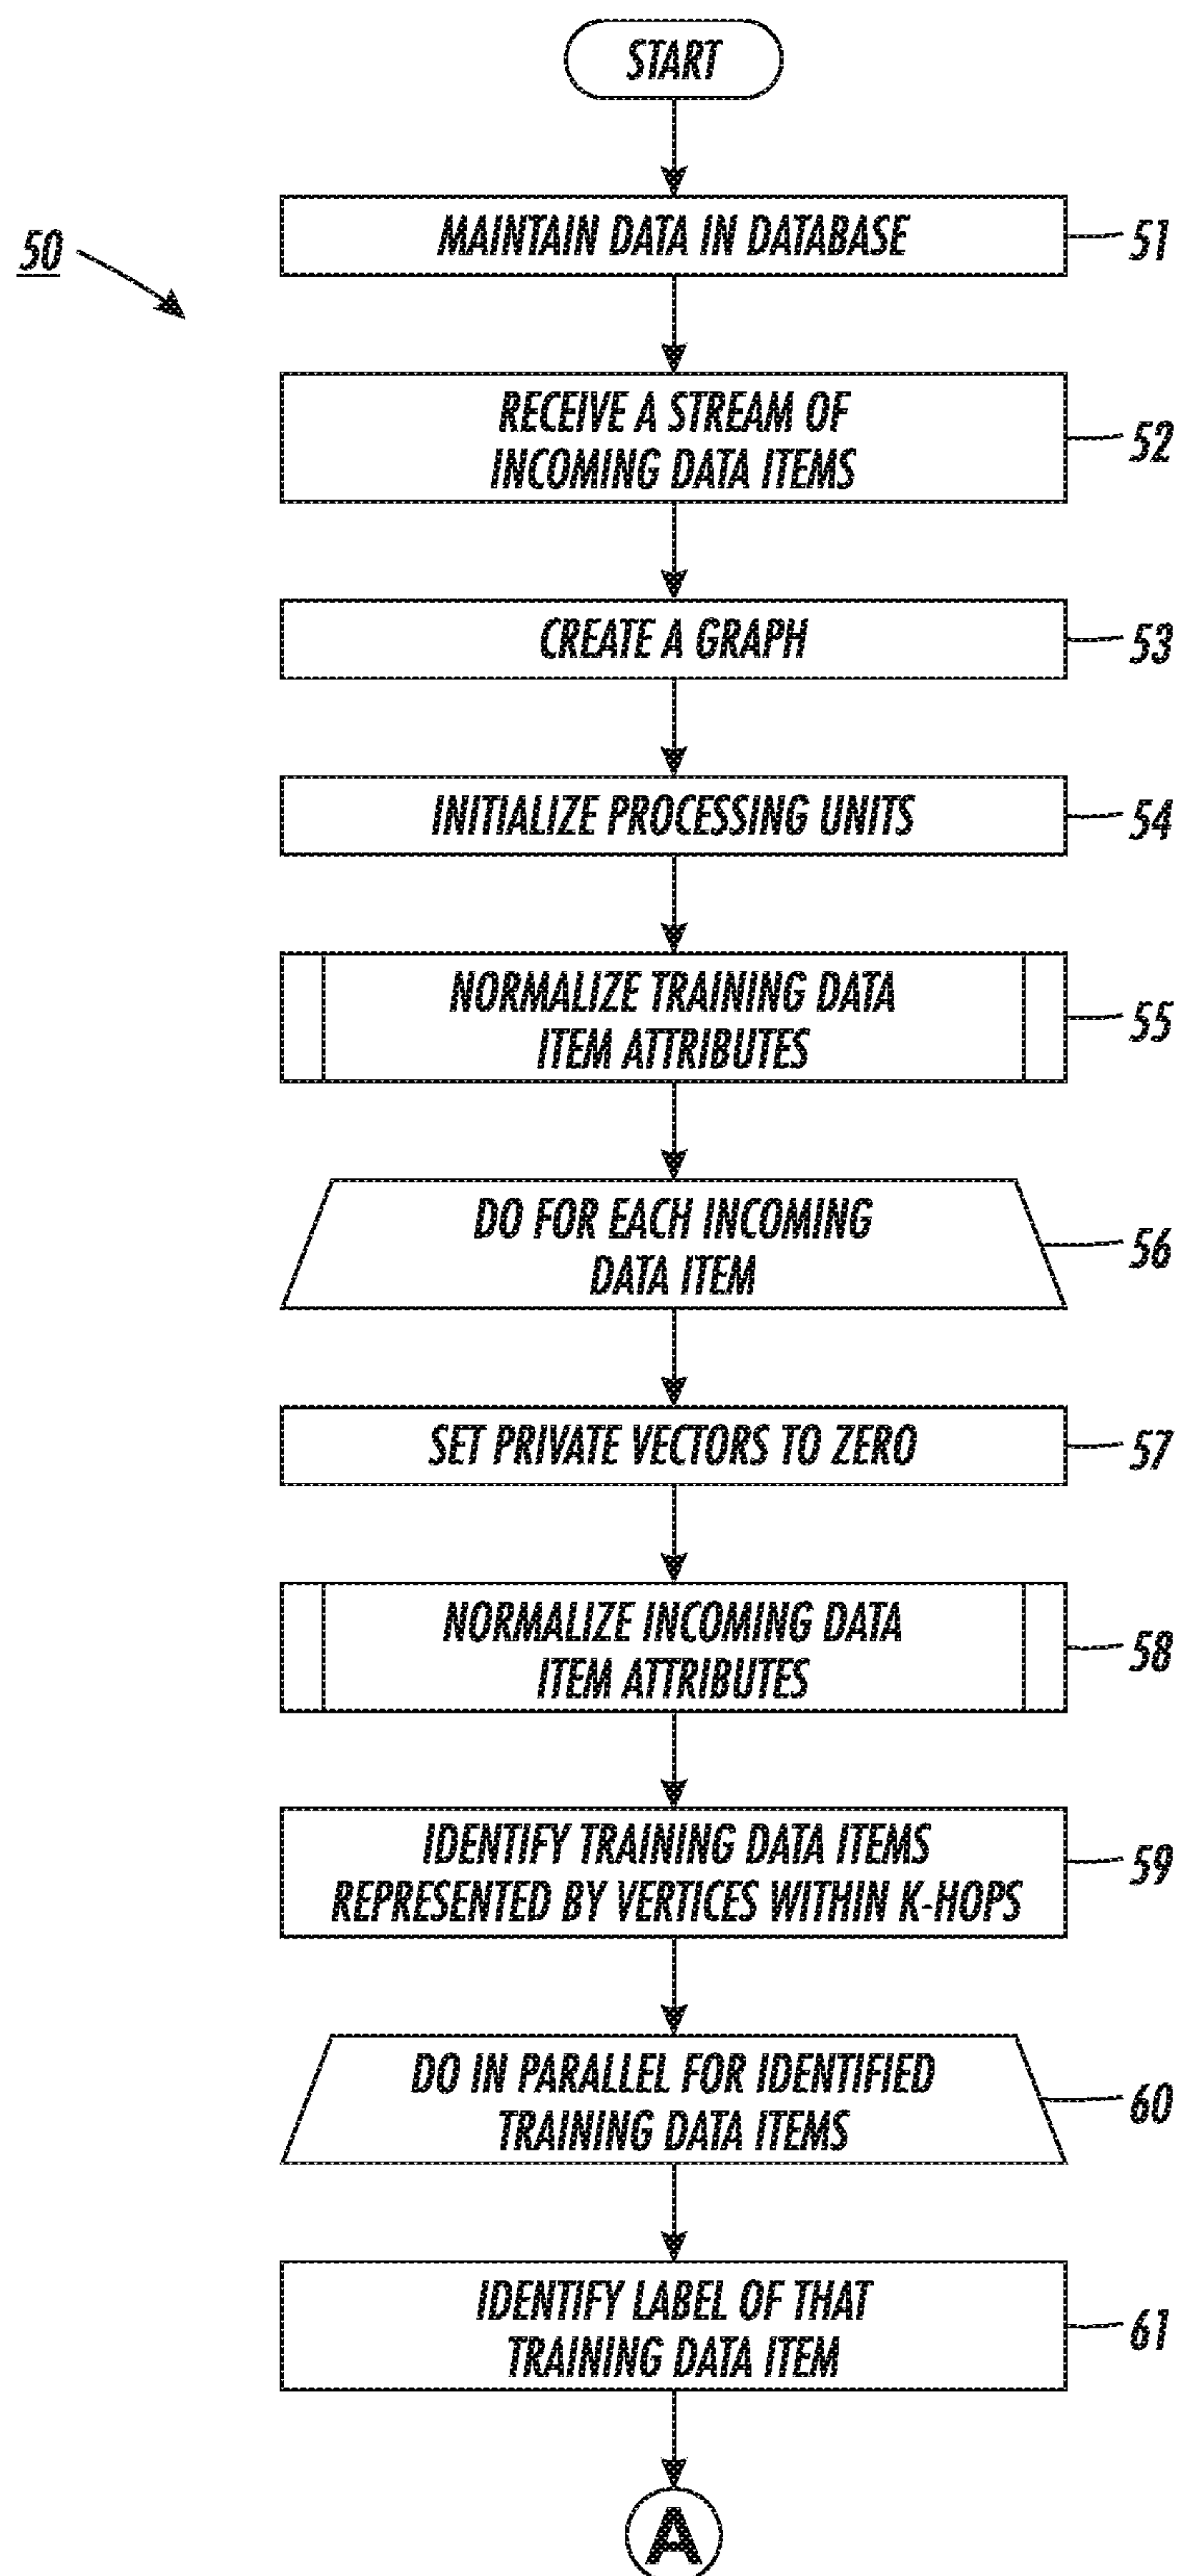 START
50
MAINTAIN DATA IN DATABASE
51
RECEIVE A STREAM OF
INCOMING DATA ITEMS
52
CREATE A GRAPH
53
INITIALIZE PROCESSING UNITS
54
NORMALIZE TRAINING DATA
ITEM ATTRIBUTES
55
DO FOR EACH INCOMING
DATA ITEM
56
SET PRIVATE VECTORS TO ZERO
57
NORMALIZE INCOMING DATA
ITEM ATTRIBUTES
58
IDENTIFY TRAINING DATA ITEMS
REPRESENTED BY VERTICES WITHIN K-HOPS
59
DO IN PARALLEL FOR IDENTIFIED
TRAINING DATA ITEMS
60
IDENTIFY LABEL OF THAT
TRAINING DATA ITEM
61
A